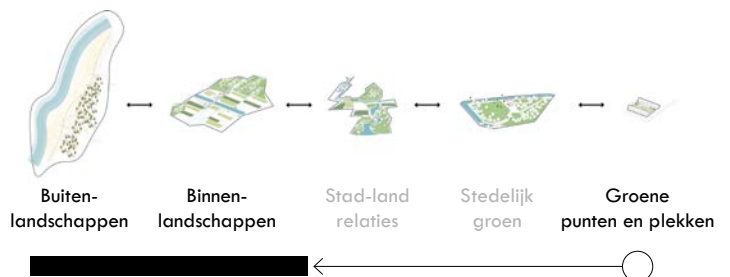 Buiten-
landschappen
Binnen-
landschappen
Stad-land
relaties
Stedelijk
groen
Groene
punten en plekken